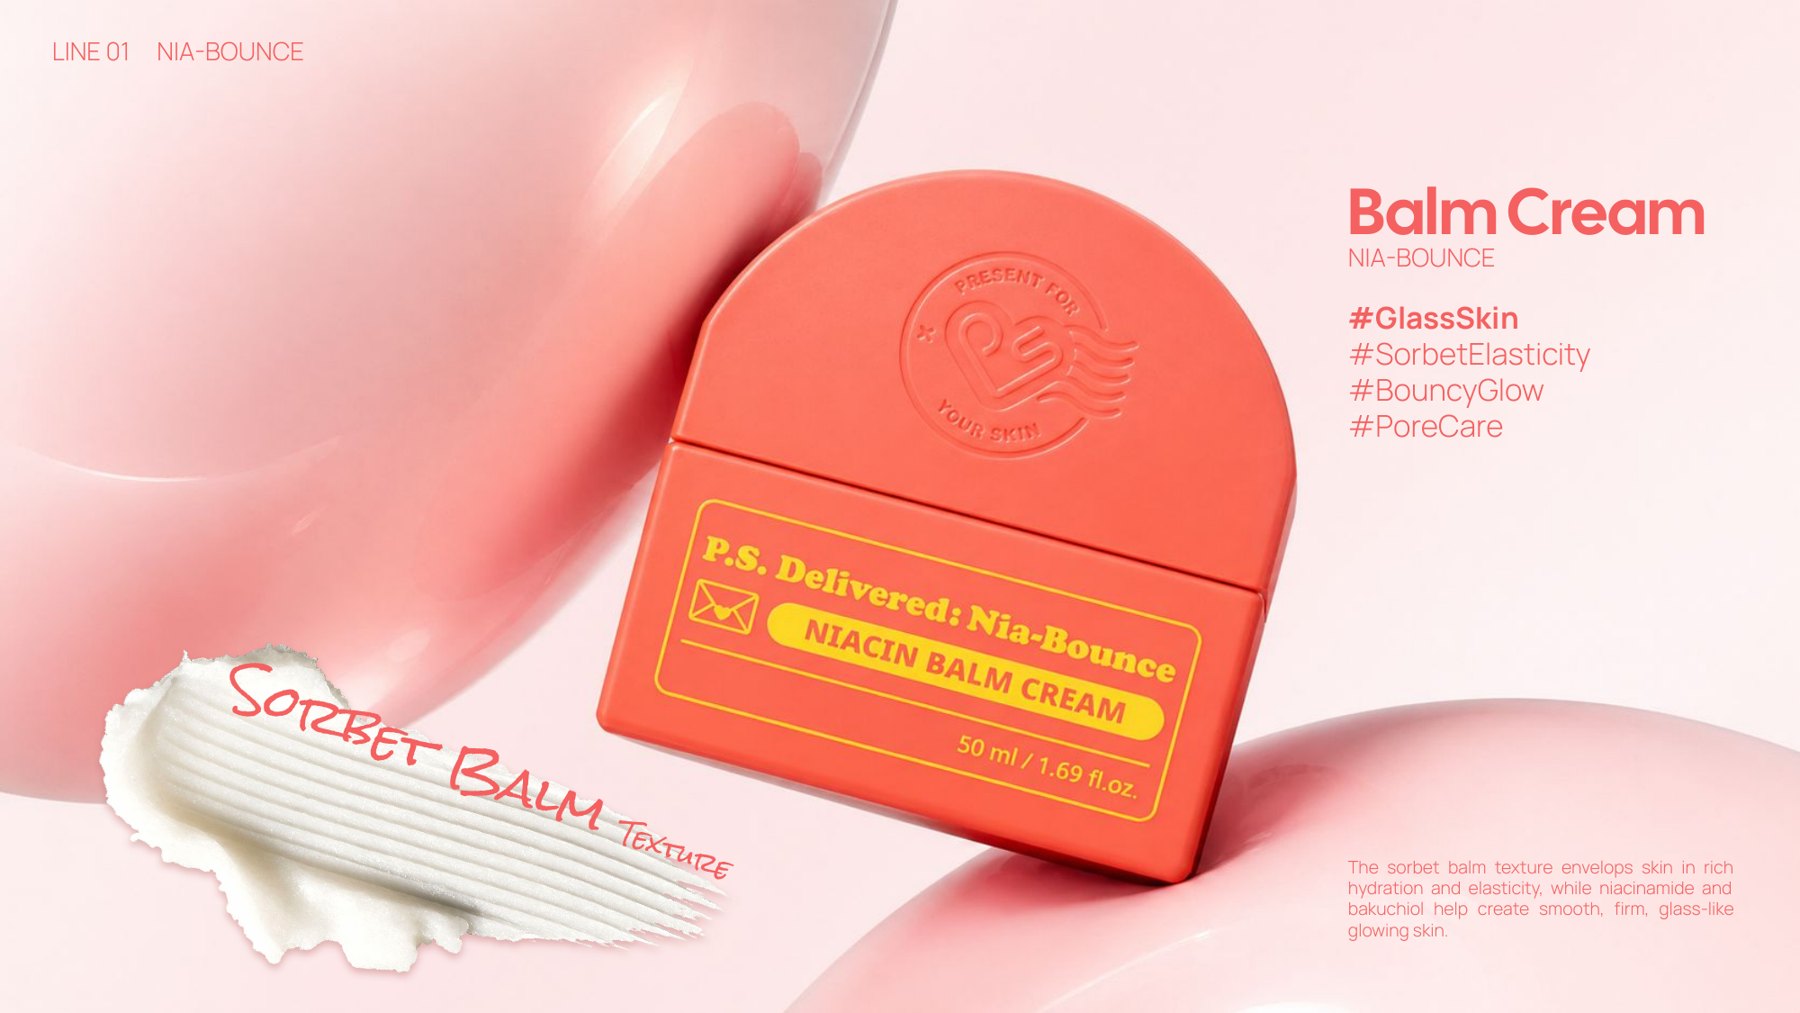 LINE 01 NIA-BOUNCE
Balm Cream
NIA-BOUNCE
#GlassSkin
#SorbetElasticity
#BouncyGlow
#PoreCare
PRESENT FOR
PS
YOUR SKIN
P.S. Delivered: Nia-Bounce
NIACIN BALM CREAM
50 ml / 1.69 fl.oz.
SORBET BALM TEXTURE
The sorbet balm texture envelops skin in rich
hydration and elasticity, while niacinamide and
bakuchiol help create smooth, firm, glass-like
glowing skin.